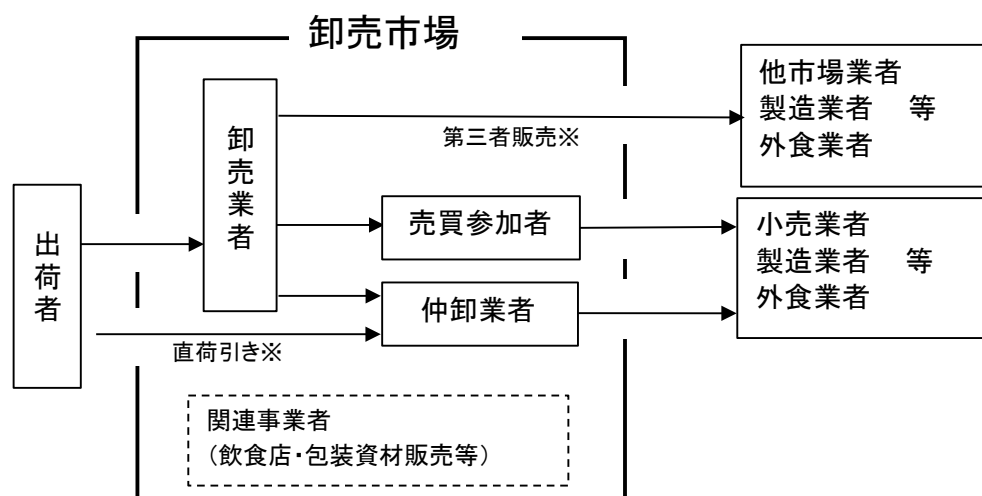 卸売市場
他市場業者
製造業者　等
外食業者
第三者販売※
卸売業者
出荷者
売買参加者
小売業者
製造業者　等
外食業者
仲卸業者
直荷引き※
関連事業者
(飲食店・包装資材販売等)